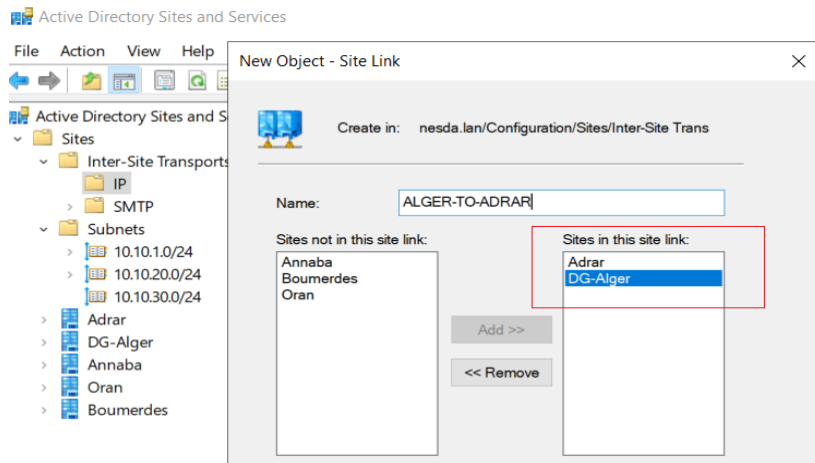 Active Directory Sites and Services
File Action View Help
New Object - Site Link
Active Directory Sites and S
Sites
Inter-Site Transports
IP
SMTP
Subnets
10.10.1.0/24
10.10.20.0/24
10.10.30.0/24
Adrar
DG-Alger
Annaba
Oran
Boumerdes
Create in: nesda.lan/Configuration/Sites/Inter-Site Trans
Name: ALGER-TO-ADRAR
Sites not in this site link:
Annaba
Boumerdes
Oran
Add >>
<< Remove
Sites in this site link:
Adrar
DG-Alger